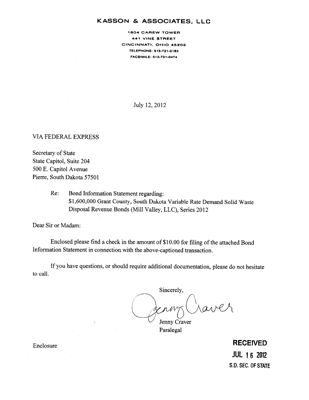 KASSON & ASSOCIATES, LLC
1804 CAREW TOWER
441 VINE STREET
CINCINNATI, OHIO 45202
TELEPHONE: 513-721-2180
FACSIMILE: 513-721-0474
July 12, 2012
VIA FEDERAL EXPRESS
Secretary of State
State Capitol, Suite 204
500 E. Capitol Avenue
Pierre, South Dakota 57501
Re: Bond Information Statement regarding:
$1,600,000 Grant County, South Dakota Variable Rate Demand Solid Waste
Disposal Revenue Bonds (Mill Valley, LLC), Series 2012
Dear Sir or Madam:
Enclosed please find a check in the amount of $10.00 for filing of the attached Bond
Information Statement in connection with the above-captioned transaction.
If you have questions, or should require additional documentation, please do not hesitate
to call.
Sincerely,
Jenny Craver
Jenny Craver
Paralegal
Enclosure
RECEIVED
JUL 16 2012
S.D. SEC. OF STATE